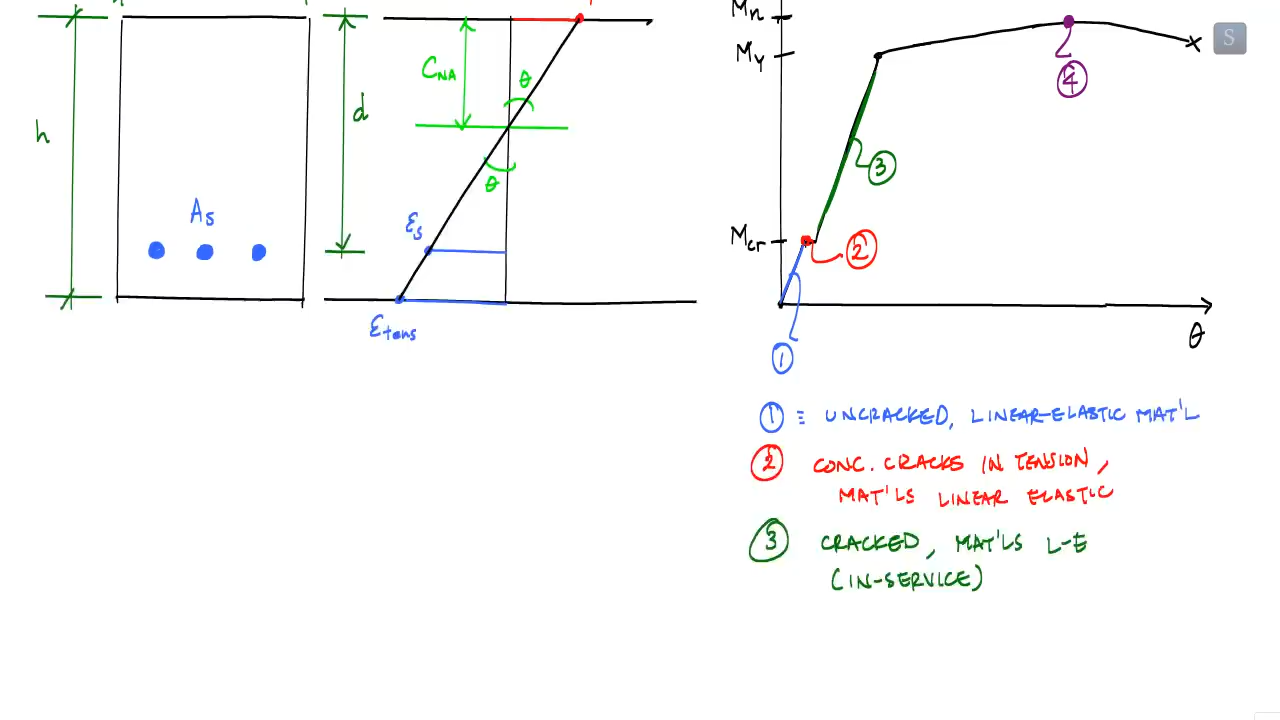 h
A_s
d
C_NA
θ
θ
ε_s
ε_tens
M_n
M_y
M_cr
①
②
③
④
θ
S
① ≡ UNCRACKED, LINEAR-ELASTIC MAT'L
② CONC. CRACKS IN TENSION,
MAT'LS LINEAR ELASTIC
③ CRACKED, MAT'LS L-E
(IN-SERVICE)